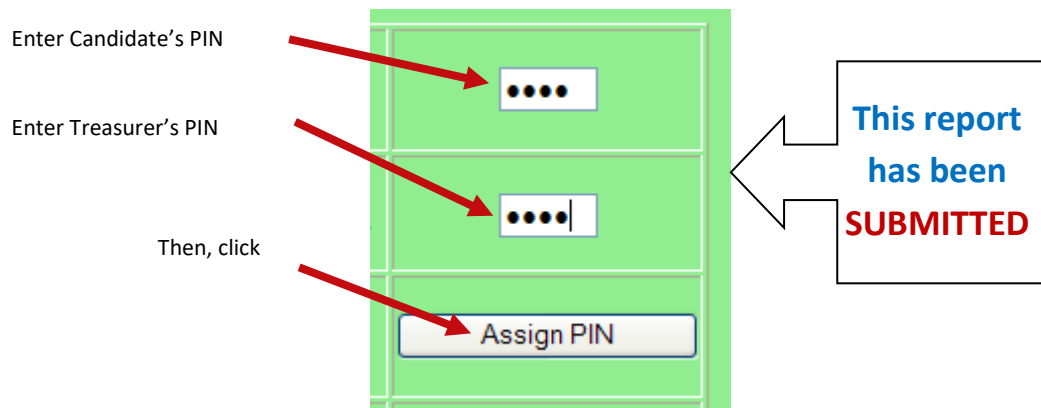 Enter Candidate’s PIN
●●●●
Enter Treasurer’s PIN
●●●●
Then, click
Assign PIN
This report
has been
SUBMITTED